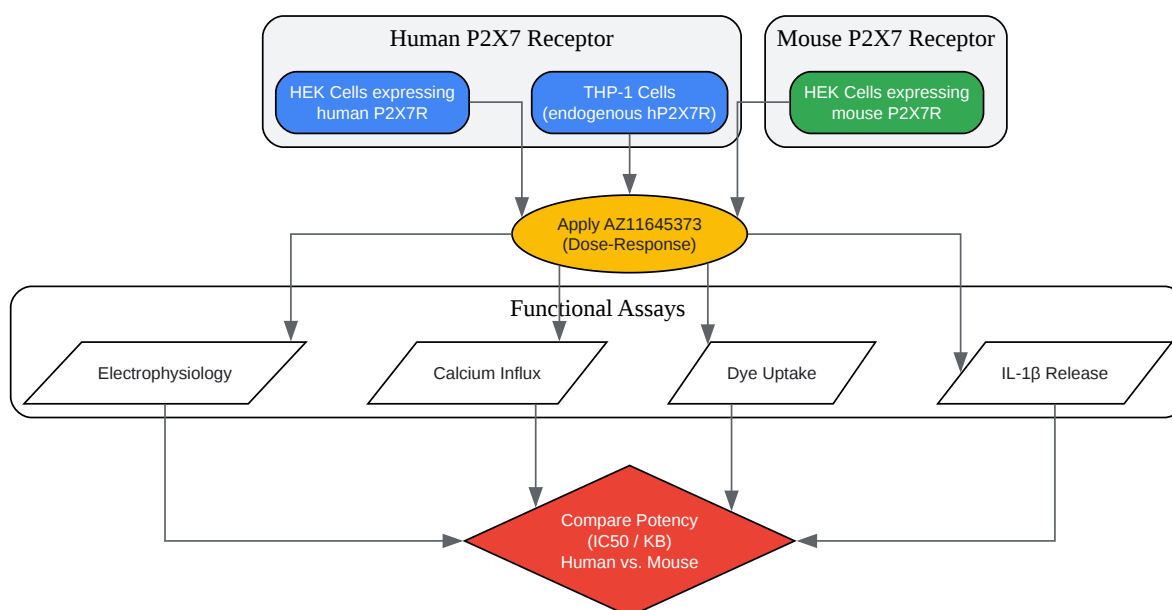 Human P2X7 Receptor
Mouse P2X7 Receptor
HEK Cells expressing
human P2X7R
THP-1 Cells
(endogenous hP2X7R)
HEK Cells expressing
mouse P2X7R
Apply AZ11645373
(Dose-Response)
Functional Assays
Electrophysiology
Calcium Influx
Dye Uptake
IL-1β Release
Compare Potency
(IC50 / KB)
Human vs. Mouse